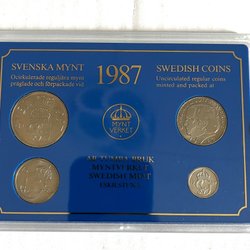 SVENSKA MYNT
Ocirkulerade reguljära mynt
präglade och förpackade vid
1987
SWEDISH COINS
Uncirculated regular coins
minted and packed at
MYNT
VERKET
AB TUMBA BRUK
MYNTVERKET
SWEDISH MINT
ESKILSTUNA